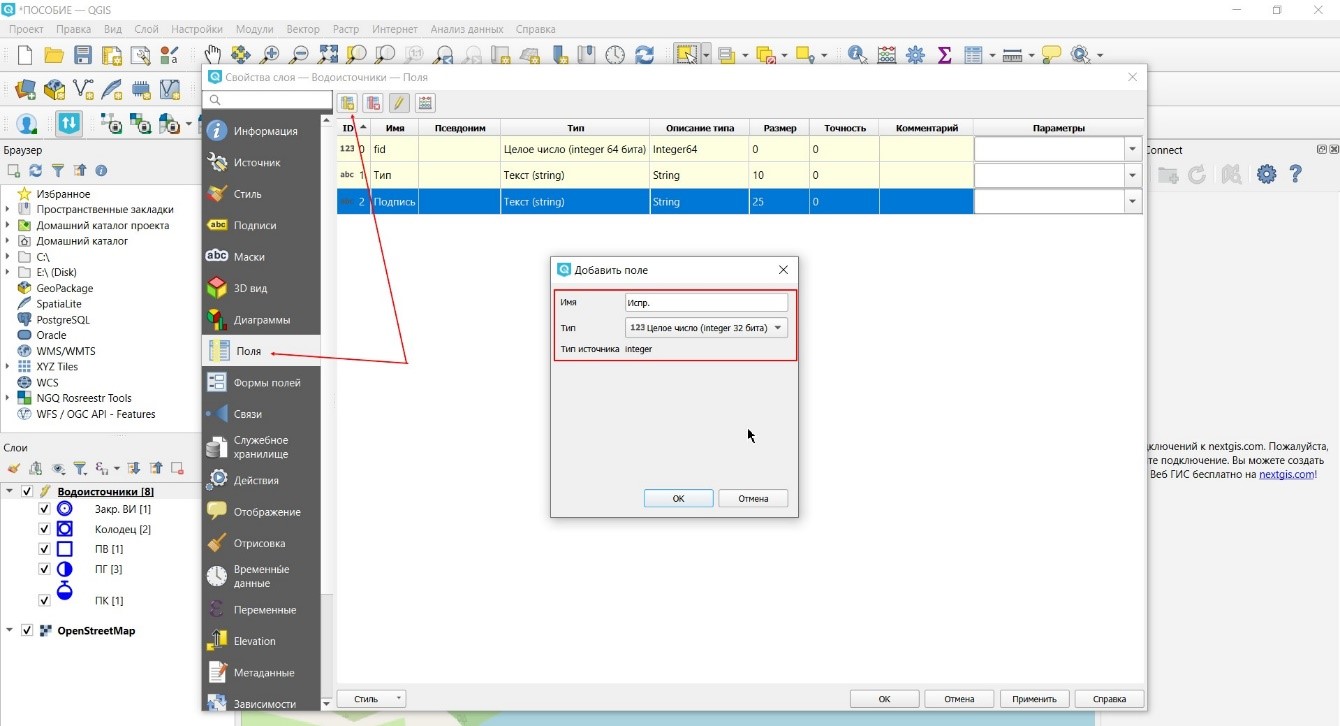 *ПОСОБИЕ — QGIS
Проект Правка Вид Слой Настройки Модули Вектор Растр Интернет Анализ данных Справка
Свойства слоя — Водоисточники — Поля
Браузер
Избранное
Пространственные закладки
Домашний каталог проекта
Домашний каталог
C:\
E:\ (Disk)
GeoPackage
SpatiaLite
PostgreSQL
Oracle
WMS/WMTS
XYZ Tiles
WCS
NGQ Rosreestr Tools
WFS / OGC API - Features
Слои
Водоисточники [8]
Закр. ВИ [1]
Колодец [2]
ПВ [1]
ПГ [3]
ПК [1]
OpenStreetMap
Информация
Источник
Стиль
abc Подписи
abc Маски
3D вид
Диаграммы
Поля
Формы полей
Связи
Служебное
хранилище
Действия
Отображение
Отрисовка
Временные
данные
Переменные
Elevation
Метаданные
Зависимости
ID Имя Псевдоним Тип Описание типа Размер Точность Комментарий Параметры
123 0 fid Целое число (integer 64 бит) Integer64 0 0
abc 1 Тип Текст (string) String 10 0
abc 2 Подпись Текст (string) String 25 0
Добавить поле
Имя Испр.
Тип 123 Целое число (integer 32 бита)
Тип источника integer
OK Отмена
Стиль OK Отмена Применить Справка
Connect
ключений к nextgis.com. Пожалуйста,
те подключение. Вы можете создать
Веб ГИС бесплатно на nextgis.com!